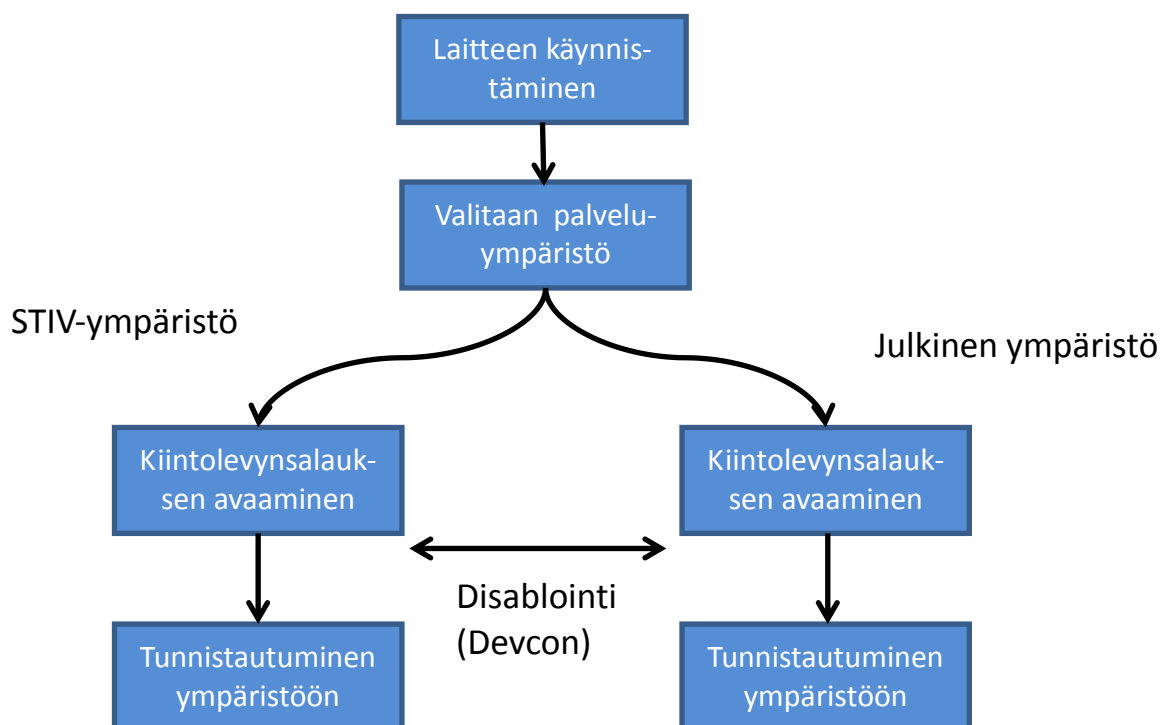 Laitteen käynnis-
täminen
Valitaan palvelu-
ympäristö
STIV-ympäristö
Julkinen ympäristö
Kiintolevynsalauk-
sen avaaminen
Kiintolevynsalauk-
sen avaaminen
Disablointi
(Devcon)
Tunnistautuminen
ympäristöön
Tunnistautuminen
ympäristöön